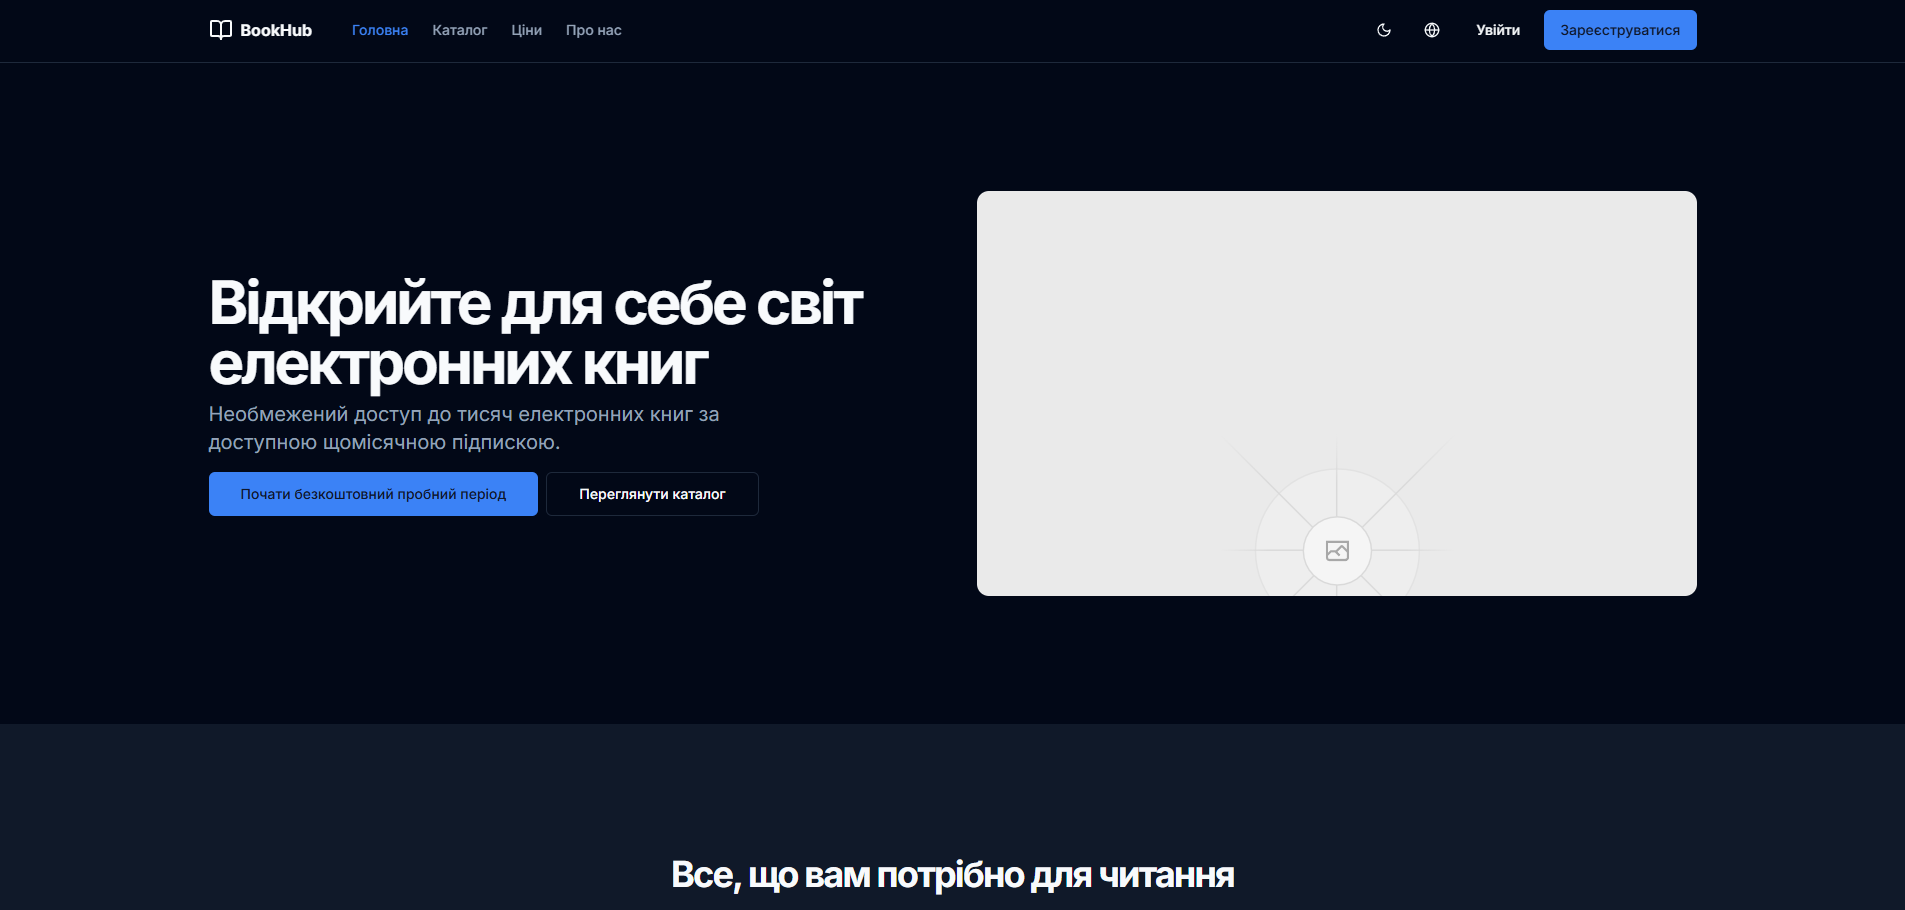 BookHub
Головна
Каталог
Ціни
Про нас
Увійти
Зареєструватися
Відкрийте для себе світ
електронних книг
Необмежений доступ до тисяч електронних книг за
доступною щомісячною підпискою.
Почати безкоштовний пробний період
Переглянути каталог
Все, що вам потрібно для читання